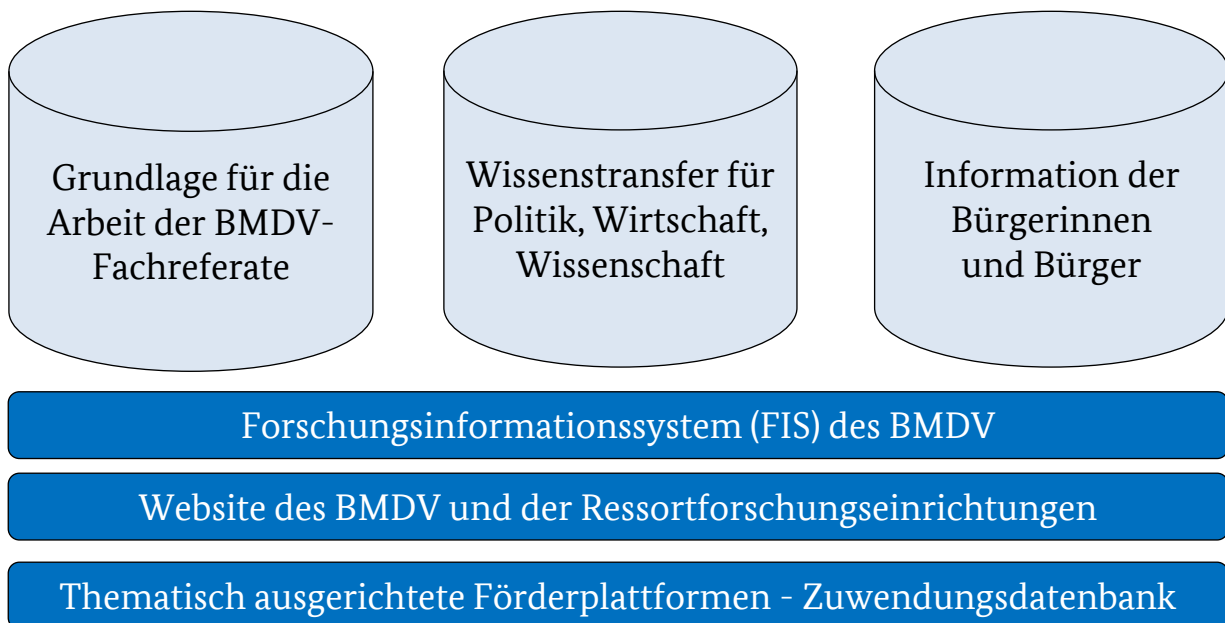 Grundlage für die
Arbeit der BMDV-
Fachreferate
Wissenstransfer für
Politik, Wirtschaft,
Wissenschaft
Information der
Bürgerinnen
und Bürger
Forschungsinformationssystem (FIS) des BMDV
Website des BMDV und der Ressortforschungseinrichtungen
Thematisch ausgerichtete Förderplattformen - Zuwendungsdatenbank